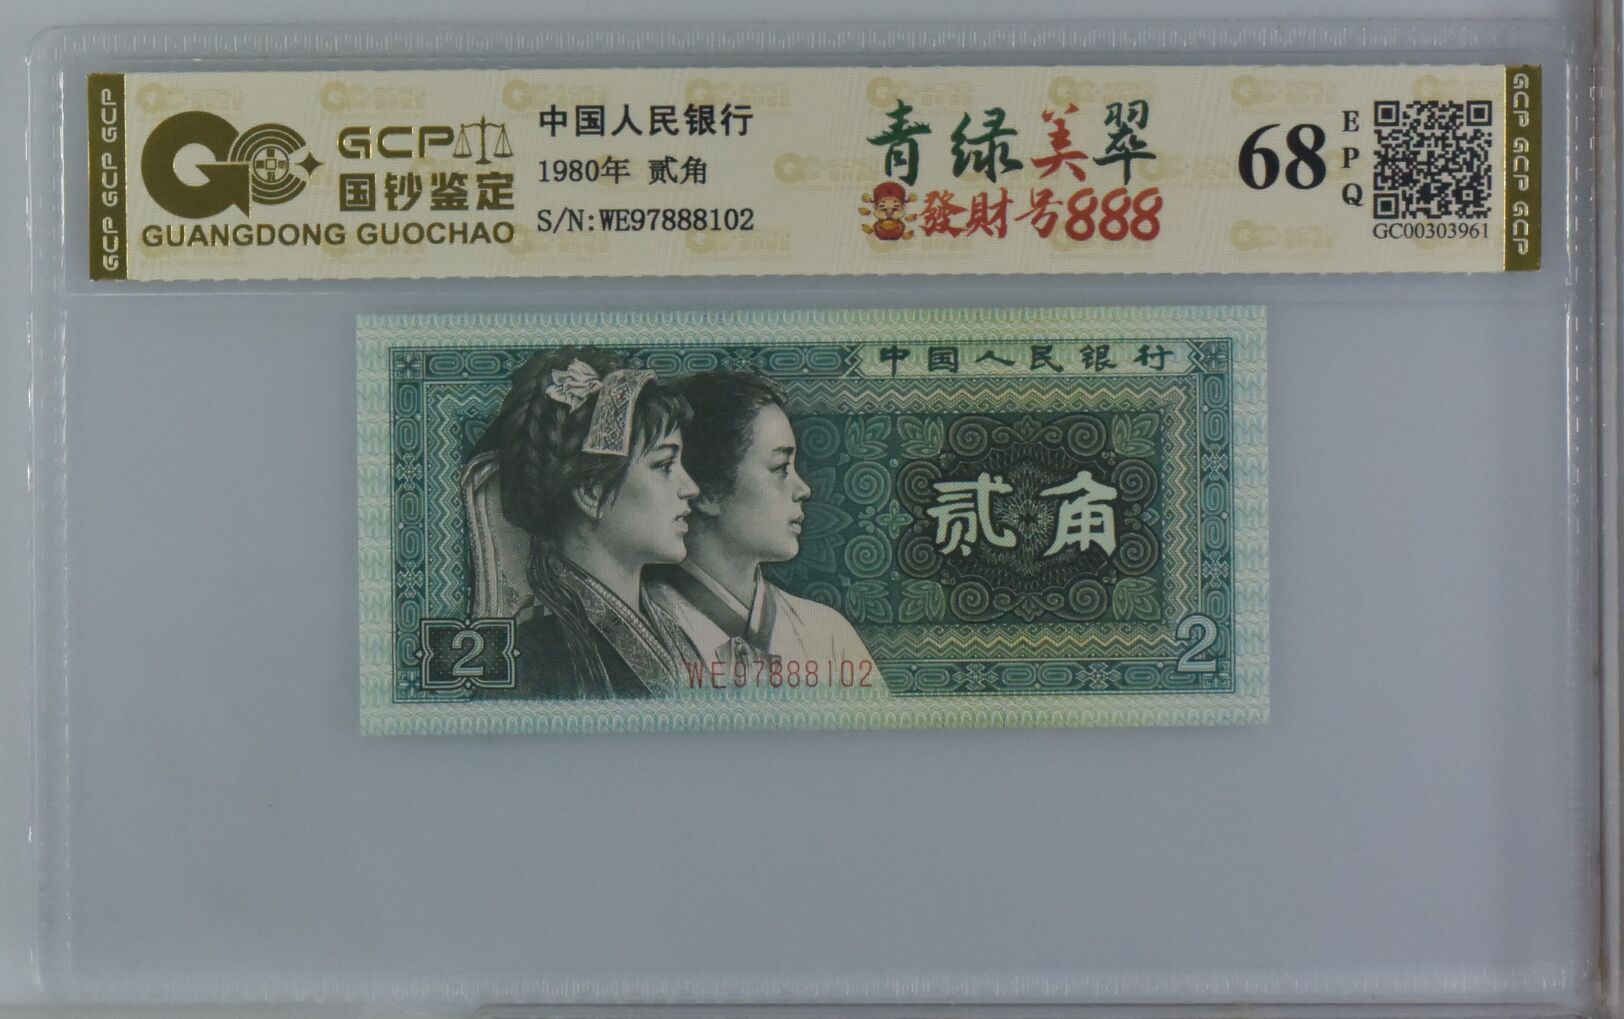 GCP GCP GCP
GCP
国钞鉴定
GUANGDONG GUOCHAO
中国人民银行
1980年 贰角
S/N:WE97888102
青绿美翠
發財号888
68
EPQ
GC00303961
GCP GCP GCP
中国人民银行
贰角
2
2
WE97888102